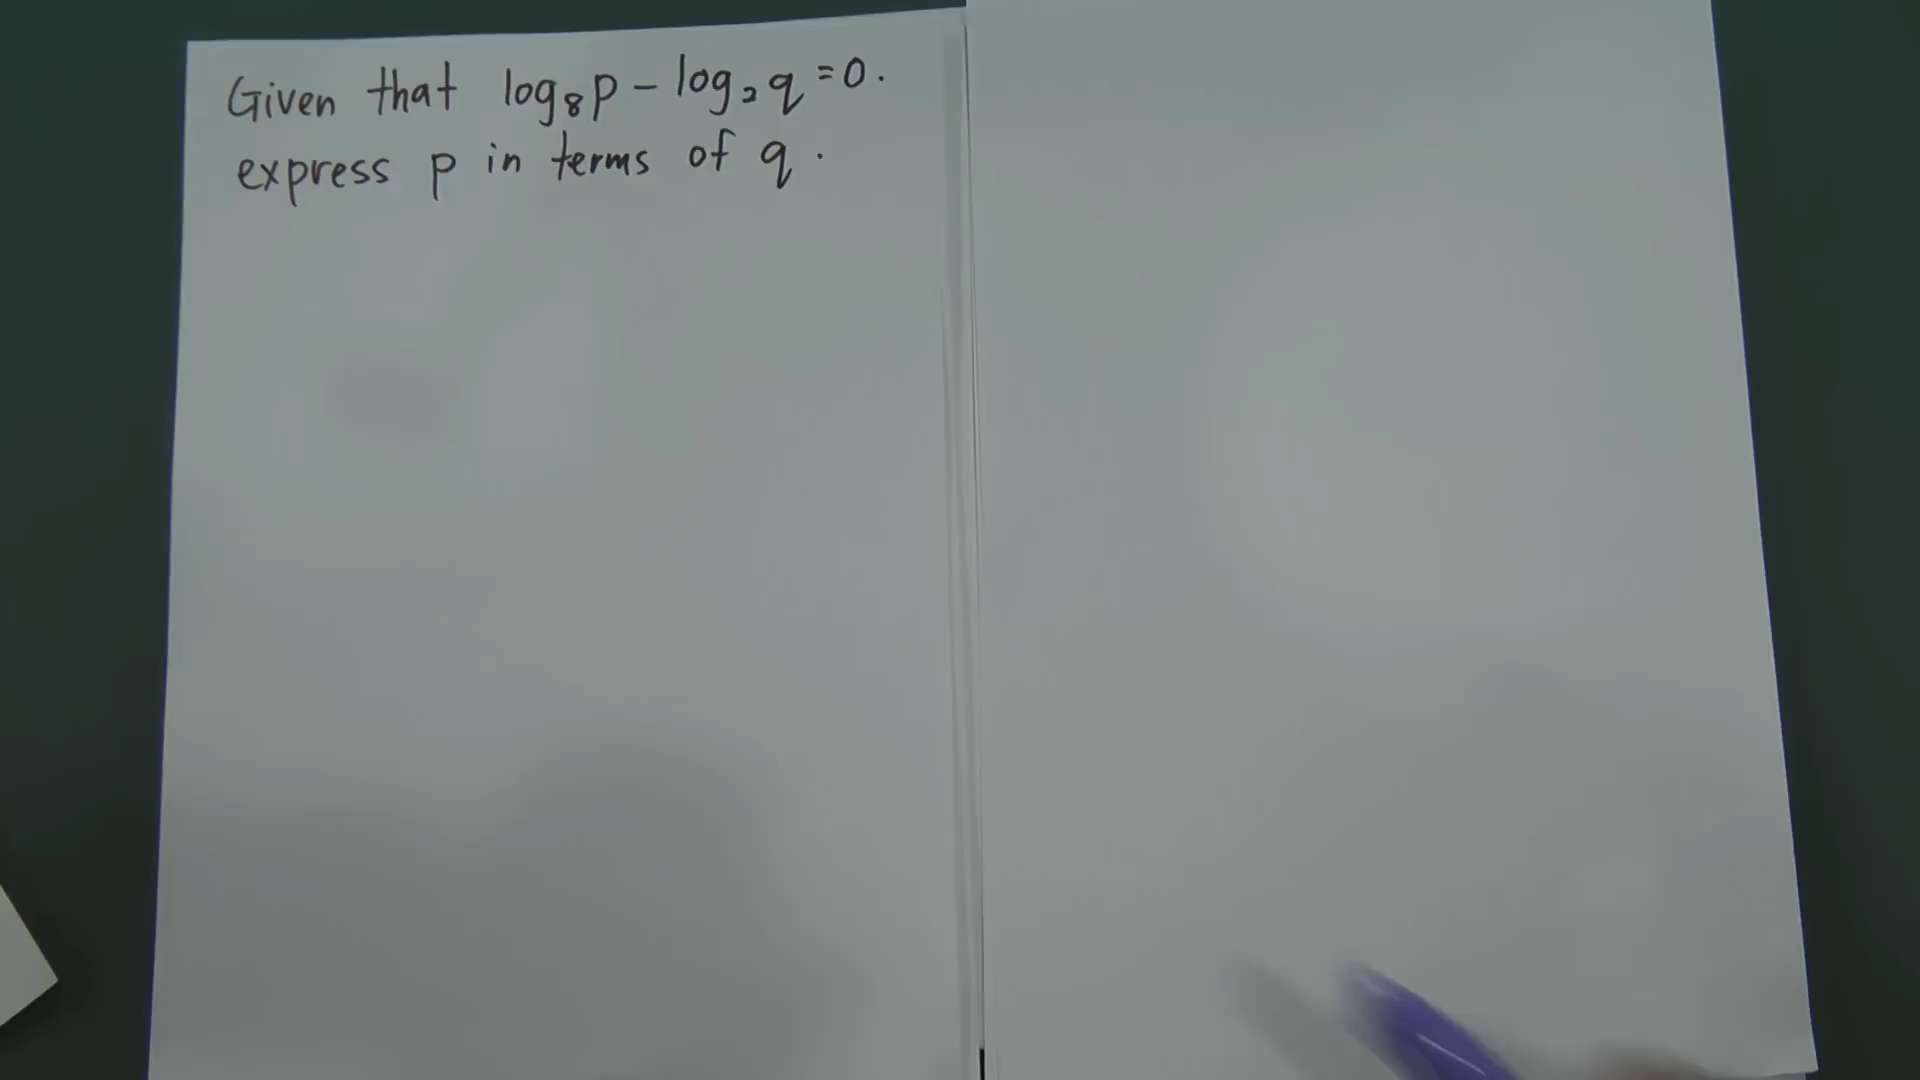 Given that log₈p - log₂q = 0.
express p in terms of q.